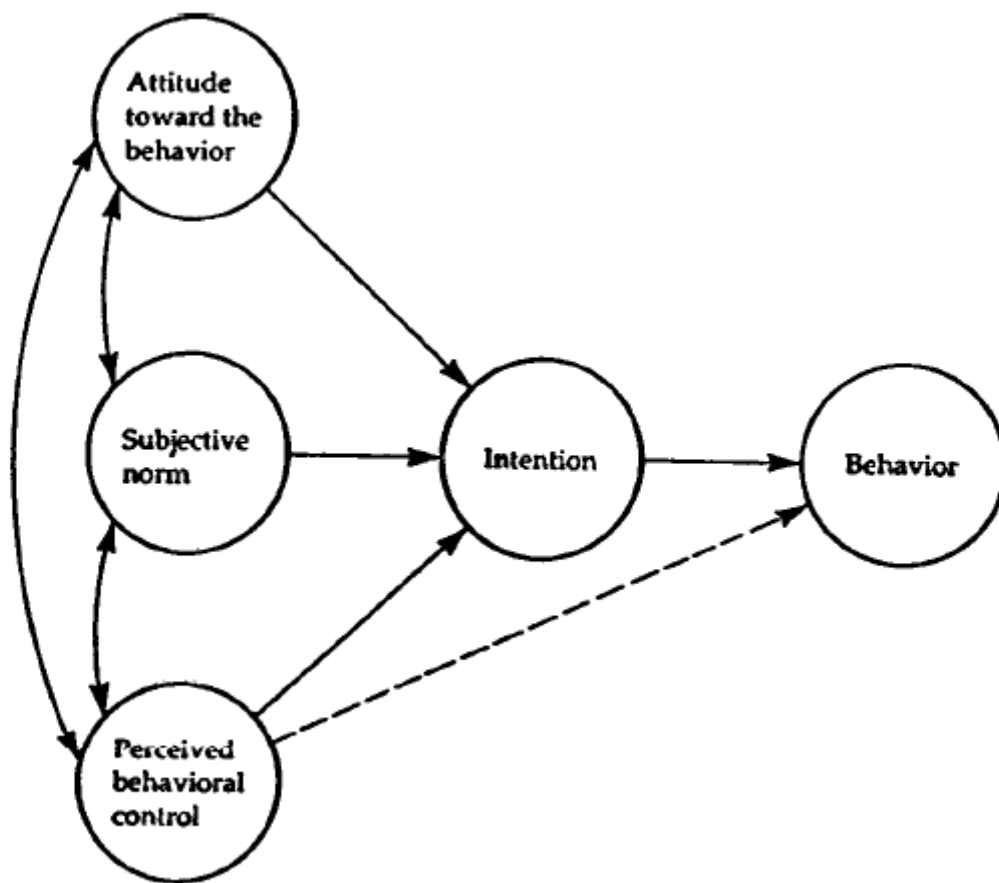 Attitude
toward the
behavior
Subjective
norm
Intention
Behavior
Perceived
behavioral
control